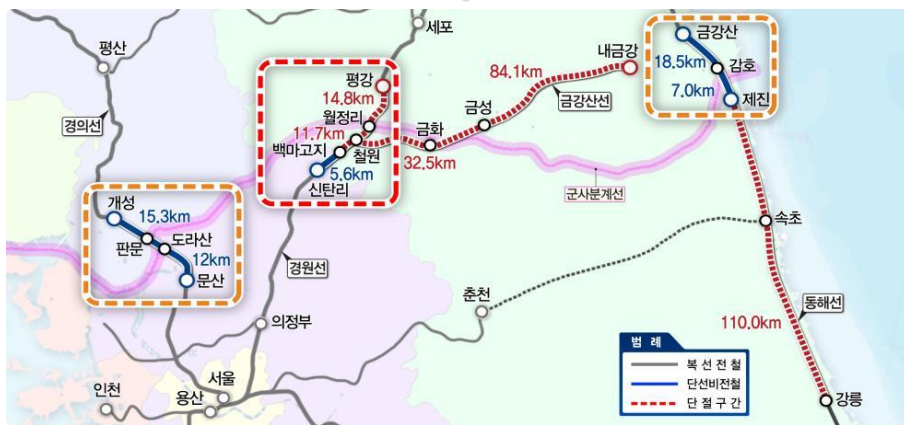 세포
평산
경의선
평강
14.8km
월정리
11.7km
백마고지
철원
5.6km
신탄리
금화
32.5km
금성
84.1km
금강산선
내금강
금강산
18.5km
감호
7.0km
제진
군사분계선
개성
15.3km
판문
도라산
12km
문산
경원선
속초
춘천
의정부
동해선
110.0km
강릉
인천
서울
용산
범 례
복 선 전 철
단선비전철
단 절 구 간